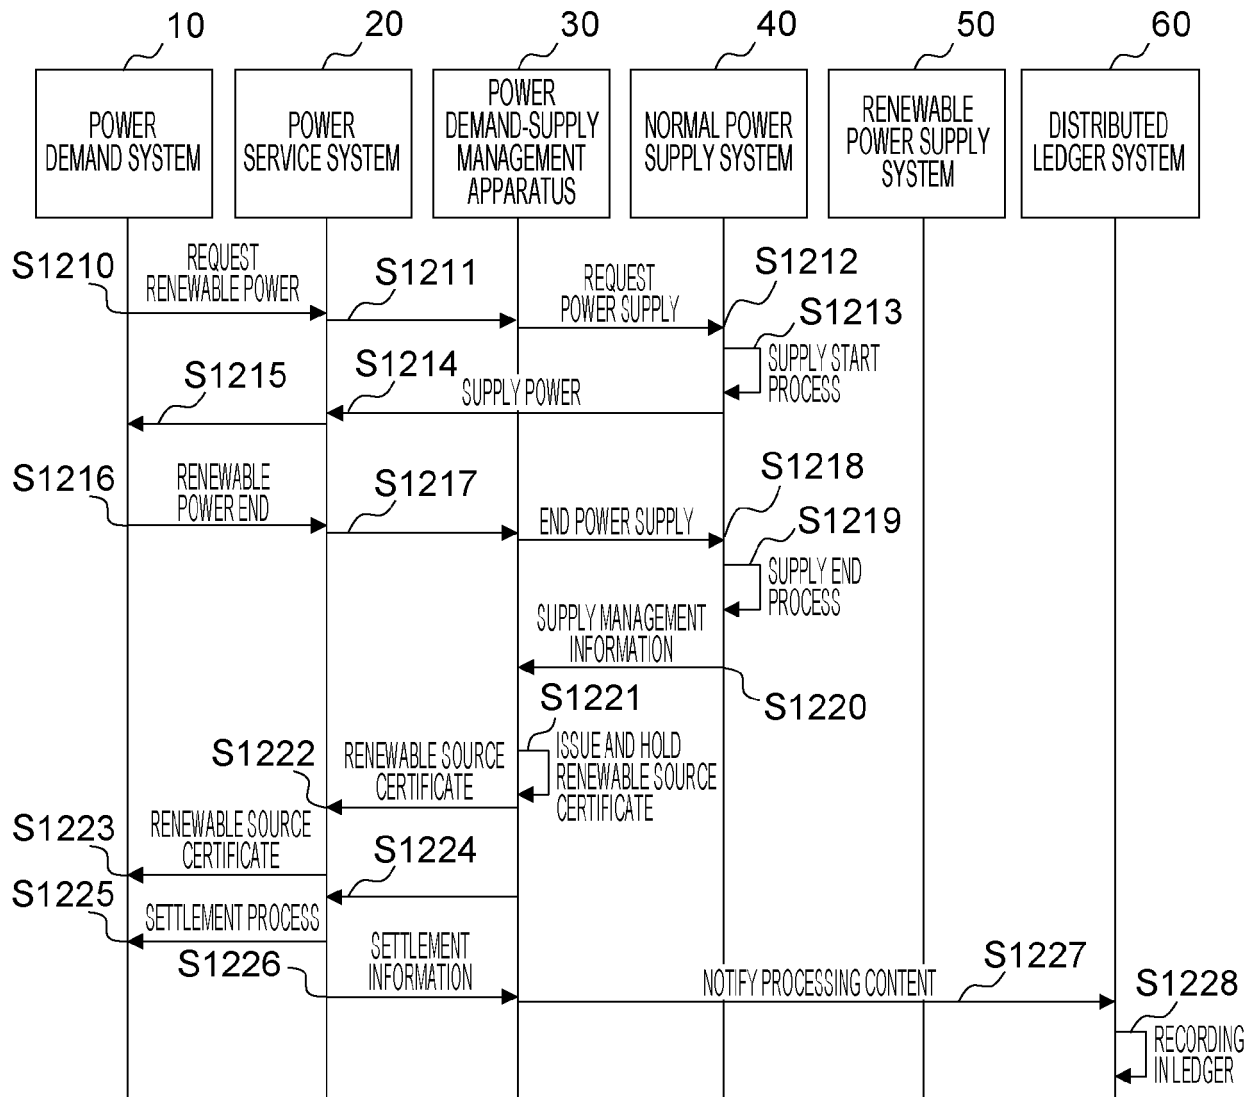 10
20
30
40
50
60
POWER
DEMAND SYSTEM
POWER
SERVICE SYSTEM
POWER
DEMAND-SUPPLY
MANAGEMENT
APPARATUS
NORMAL POWER
SUPPLY SYSTEM
RENEWABLE
POWER SUPPLY
SYSTEM
DISTRIBUTED
LEDGER SYSTEM
S1210
REQUEST
RENEWABLE POWER
S1211
REQUEST
POWER SUPPLY
S1212
S1213
SUPPLY START
PROCESS
S1214
SUPPLY POWER
S1215
S1216
RENEWABLE
POWER END
S1217
END POWER SUPPLY
S1218
S1219
SUPPLY END
PROCESS
SUPPLY MANAGEMENT
INFORMATION
S1220
S1221
ISSUE AND HOLD
RENEWABLE SOURCE
CERTIFICATE
S1222
RENEWABLE SOURCE
CERTIFICATE
S1223
RENEWABLE SOURCE
CERTIFICATE
S1224
S1225
SETTLEMENT PROCESS
S1226
SETTLEMENT
INFORMATION
S1227
NOTIFY PROCESSING CONTENT
S1228
RECORDING
IN LEDGER